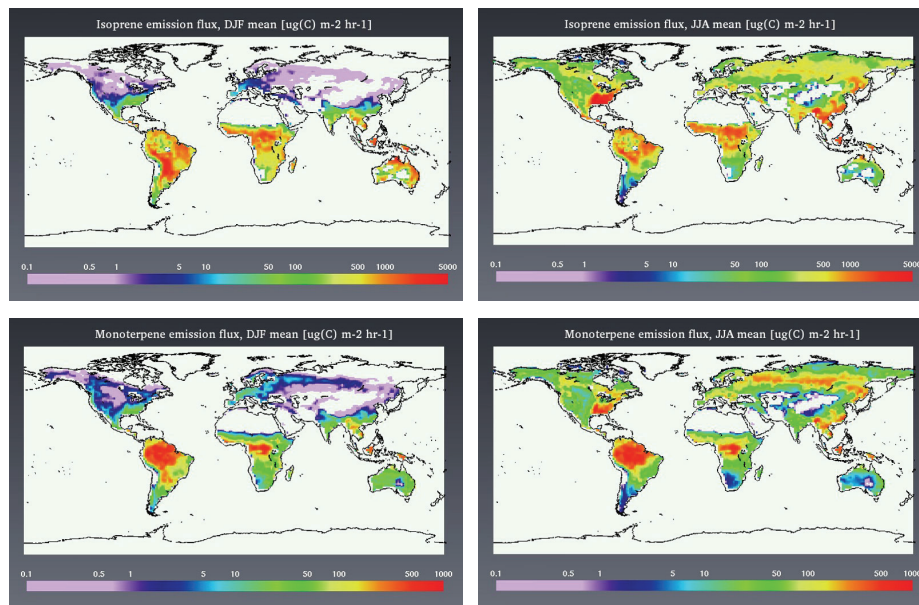 Isoprene emission flux, DJF mean [ug(C) m-2 hr-1]
0.1 0.5 1 5 10 50 100 500 1000 5000
Isoprene emission flux, JJA mean [ug(C) m-2 hr-1]
0.1 0.5 1 5 10 50 100 500 1000 5000
Monoterpene emission flux, DJF mean [ug(C) m-2 hr-1]
0.1 0.5 1 5 10 50 100 500 1000
Monoterpene emission flux, JJA mean [ug(C) m-2 hr-1]
0.1 0.5 1 5 10 50 100 500 1000